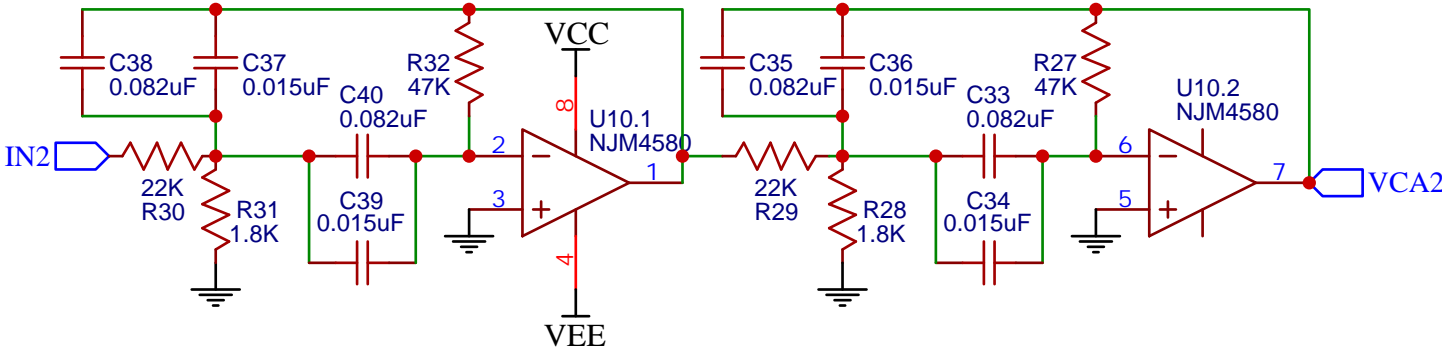 C38
0.082uF
C37
0.015uF
R32
47K
VCC
8
C40
0.082uF
U10.1
NJM4580
IN2
2
1
3
22K
R30
R31
1.8K
C39
0.015uF
4
VEE
C35
0.082uF
C36
0.015uF
R27
47K
C33
0.082uF
U10.2
NJM4580
6
7
5
VCA2
22K
R29
R28
1.8K
C34
0.015uF